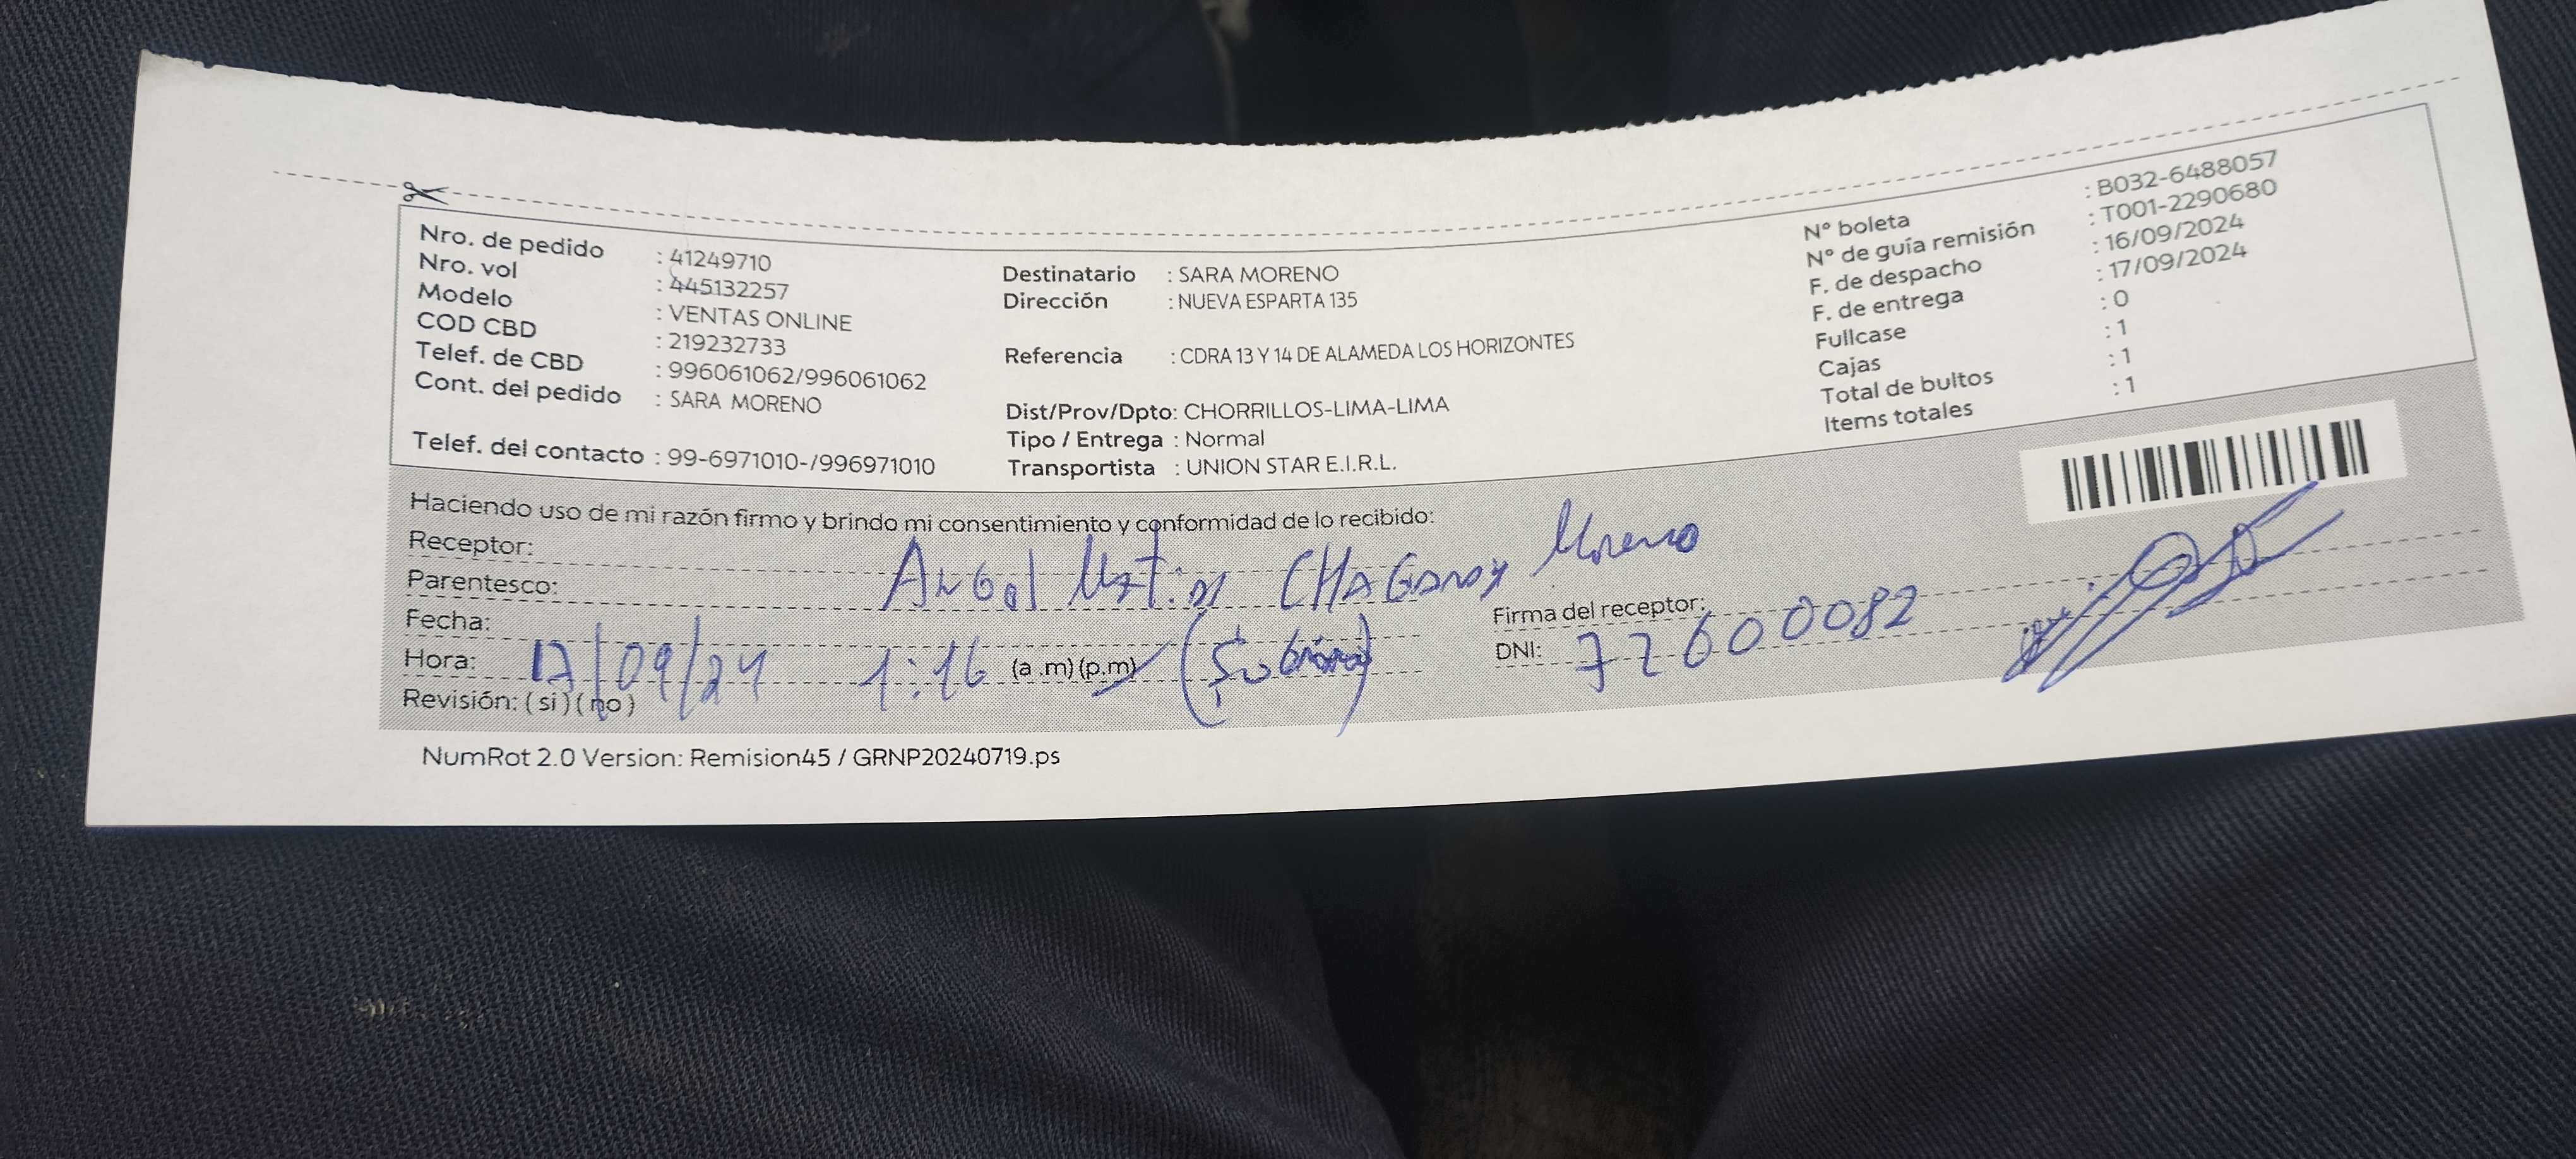 Nro. de pedido : 41249710
Nro. vol : 445132257
Modelo : VENTAS ONLINE
COD CBD : 219232733
Telef. de CBD : 996061062/996061062
Cont. del pedido : SARA MORENO
Telef. del contacto : 99-6971010-/996971010
Destinatario : SARA MORENO
Dirección : NUEVA ESPARTA 135
Referencia : CDRA 13 Y 14 DE ALAMEDA LOS HORIZONTES
Dist/Prov/Dpto: CHORRILLOS-LIMA-LIMA
Tipo / Entrega : Normal
Transportista : UNION STAR E.I.R.L.
N° boleta : B032-6488057
N° de guía remisión : T001-2290680
F. de despacho : 16/09/2024
F. de entrega : 17/09/2024
Fullcase : 0
Cajas : 1
Total de bultos : 1
Items totales : 1
Haciendo uso de mi razón firmo y brindo mi consentimiento y conformidad de lo recibido:
Receptor:
Parentesco: Moreno
Fecha: Firma del receptor:
Hora: 17/09/24 1:16 (a .m) (p.m) DNI: 72600082
Revisión: ( si ) ( no )
NumRot 2.0 Version: Remision45 / GRNP20240719.ps